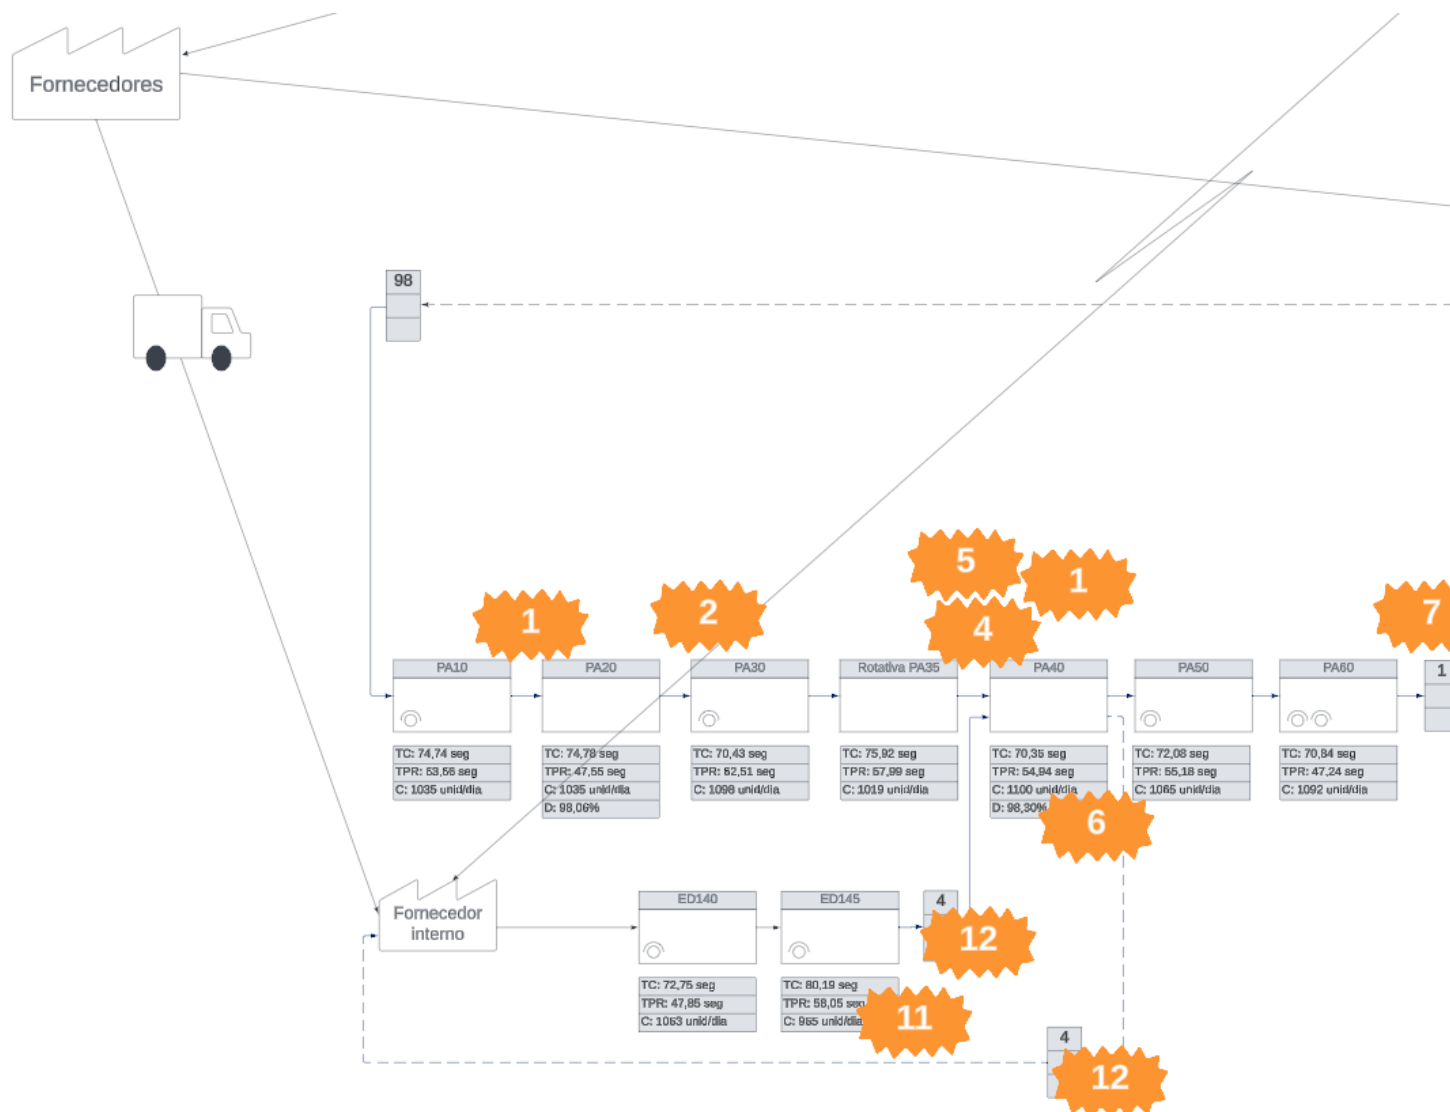 Fornecedores
98
5
1
4
1
2
7
PA10
PA20
PA30
Rotativa PA35
PA40
PA50
PA60
1
TC: 74,74 seg
TPR: 53,56 seg
C: 1035 unid/dia
TC: 74,78 seg
TPR: 47,55 seg
C: 1035 unid/dia
D: 98,06%
TC: 70,43 seg
TPR: 62,51 seg
C: 1098 unid/dia
TC: 75,92 seg
TPR: 57,99 seg
C: 1019 unid/dia
TC: 70,35 seg
TPR: 54,94 seg
C: 1100 unid/dia
D: 98,30%
TC: 72,08 seg
TPR: 55,18 seg
C: 1065 unid/dia
TC: 70,84 seg
TPR: 47,24 seg
C: 1092 unid/dia
6
Fornecedor
interno
ED140
ED145
4
12
TC: 72,75 seg
TPR: 47,85 seg
C: 1063 unid/dia
TC: 80,19 seg
TPR: 58,05 seg
C: 965 unid/dia
11
4
12